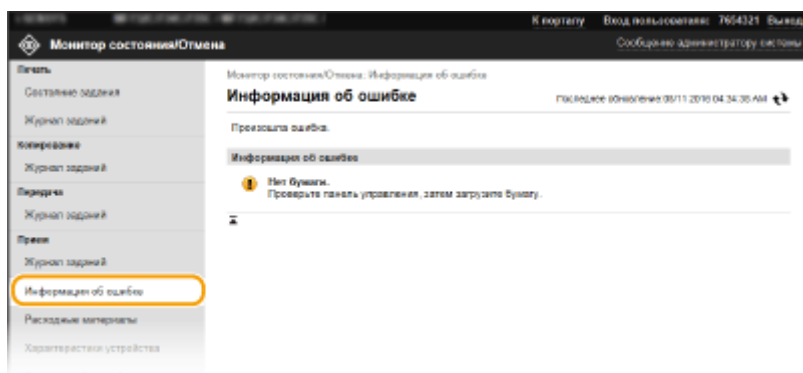 К порталу Вход пользователя: 7654321 Выход
Монитор состояния/Отмена
Сообщение администратору системы
Печать
Состояние задания
Журнал заданий
Копирование
Журнал заданий
Передача
Журнал заданий
Прием
Журнал заданий
Информация об ошибке
Расходные материалы
Характеристики устройства
Монитор состояния/Отмена: Информация об ошибке
Информация об ошибке
Последнее обновление:08/11 2016 04:34:38 AM
Произошла ошибка.
Информация об ошибке
Нет бумаги.
Проверьте панель управления, затем загрузите бумагу.